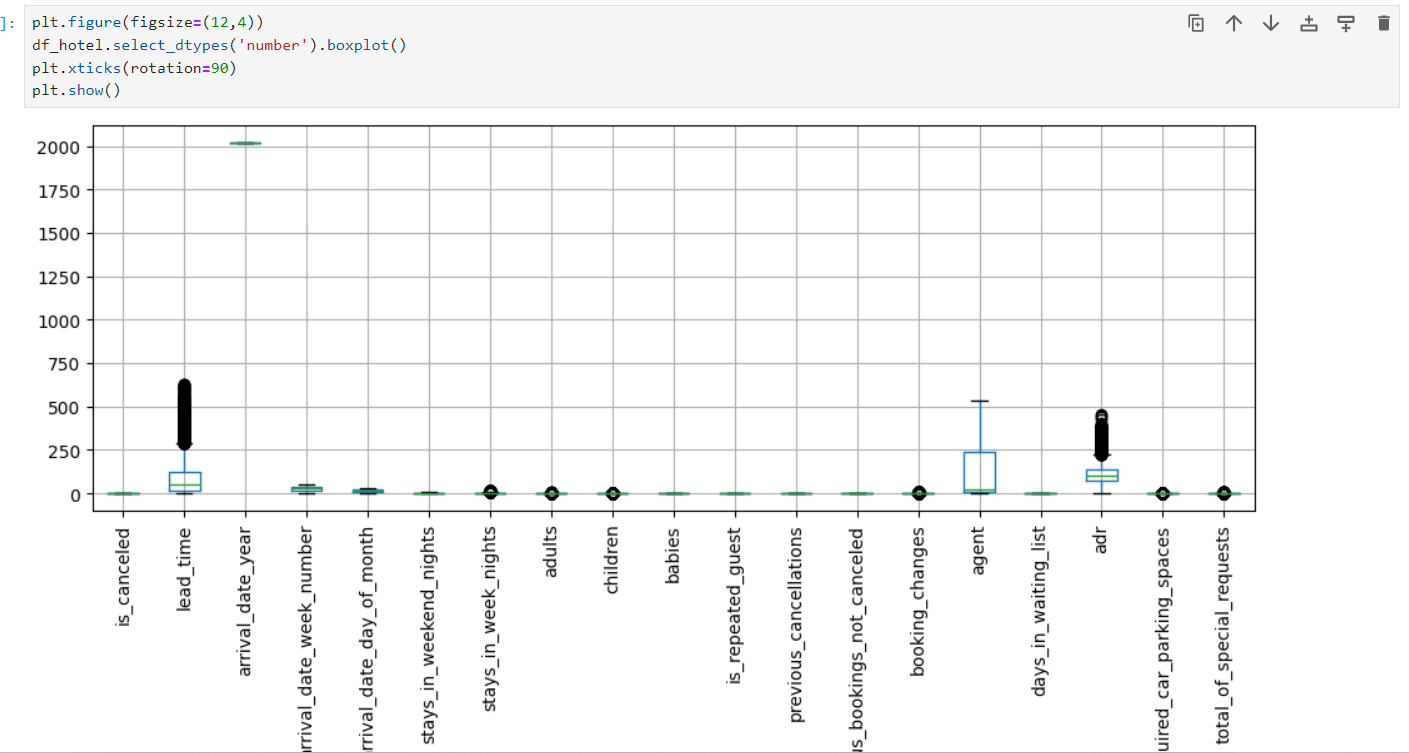 ]:
plt.figure(figsize=(12,4))
df_hotel.select_dtypes('number').boxplot()
plt.xticks(rotation=90)
plt.show()
2000
1750
1500
1250
1000
750
500
250
0
is_canceled
lead_time
arrival_date_year
rrival_date_week_number
rrival_date_day_of_month
stays_in_weekend_nights
stays_in_week_nights
adults
children
babies
is_repeated_guest
previous_cancellations
us_bookings_not_canceled
booking_changes
agent
days_in_waiting_list
adr
uired_car_parking_spaces
total_of_special_requests